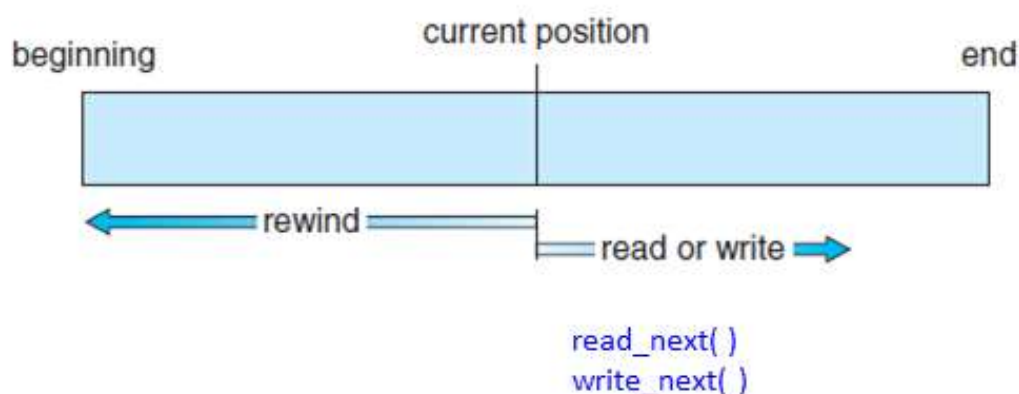 current position
beginning
end
rewind
read or write
read_next( )
write_next( )